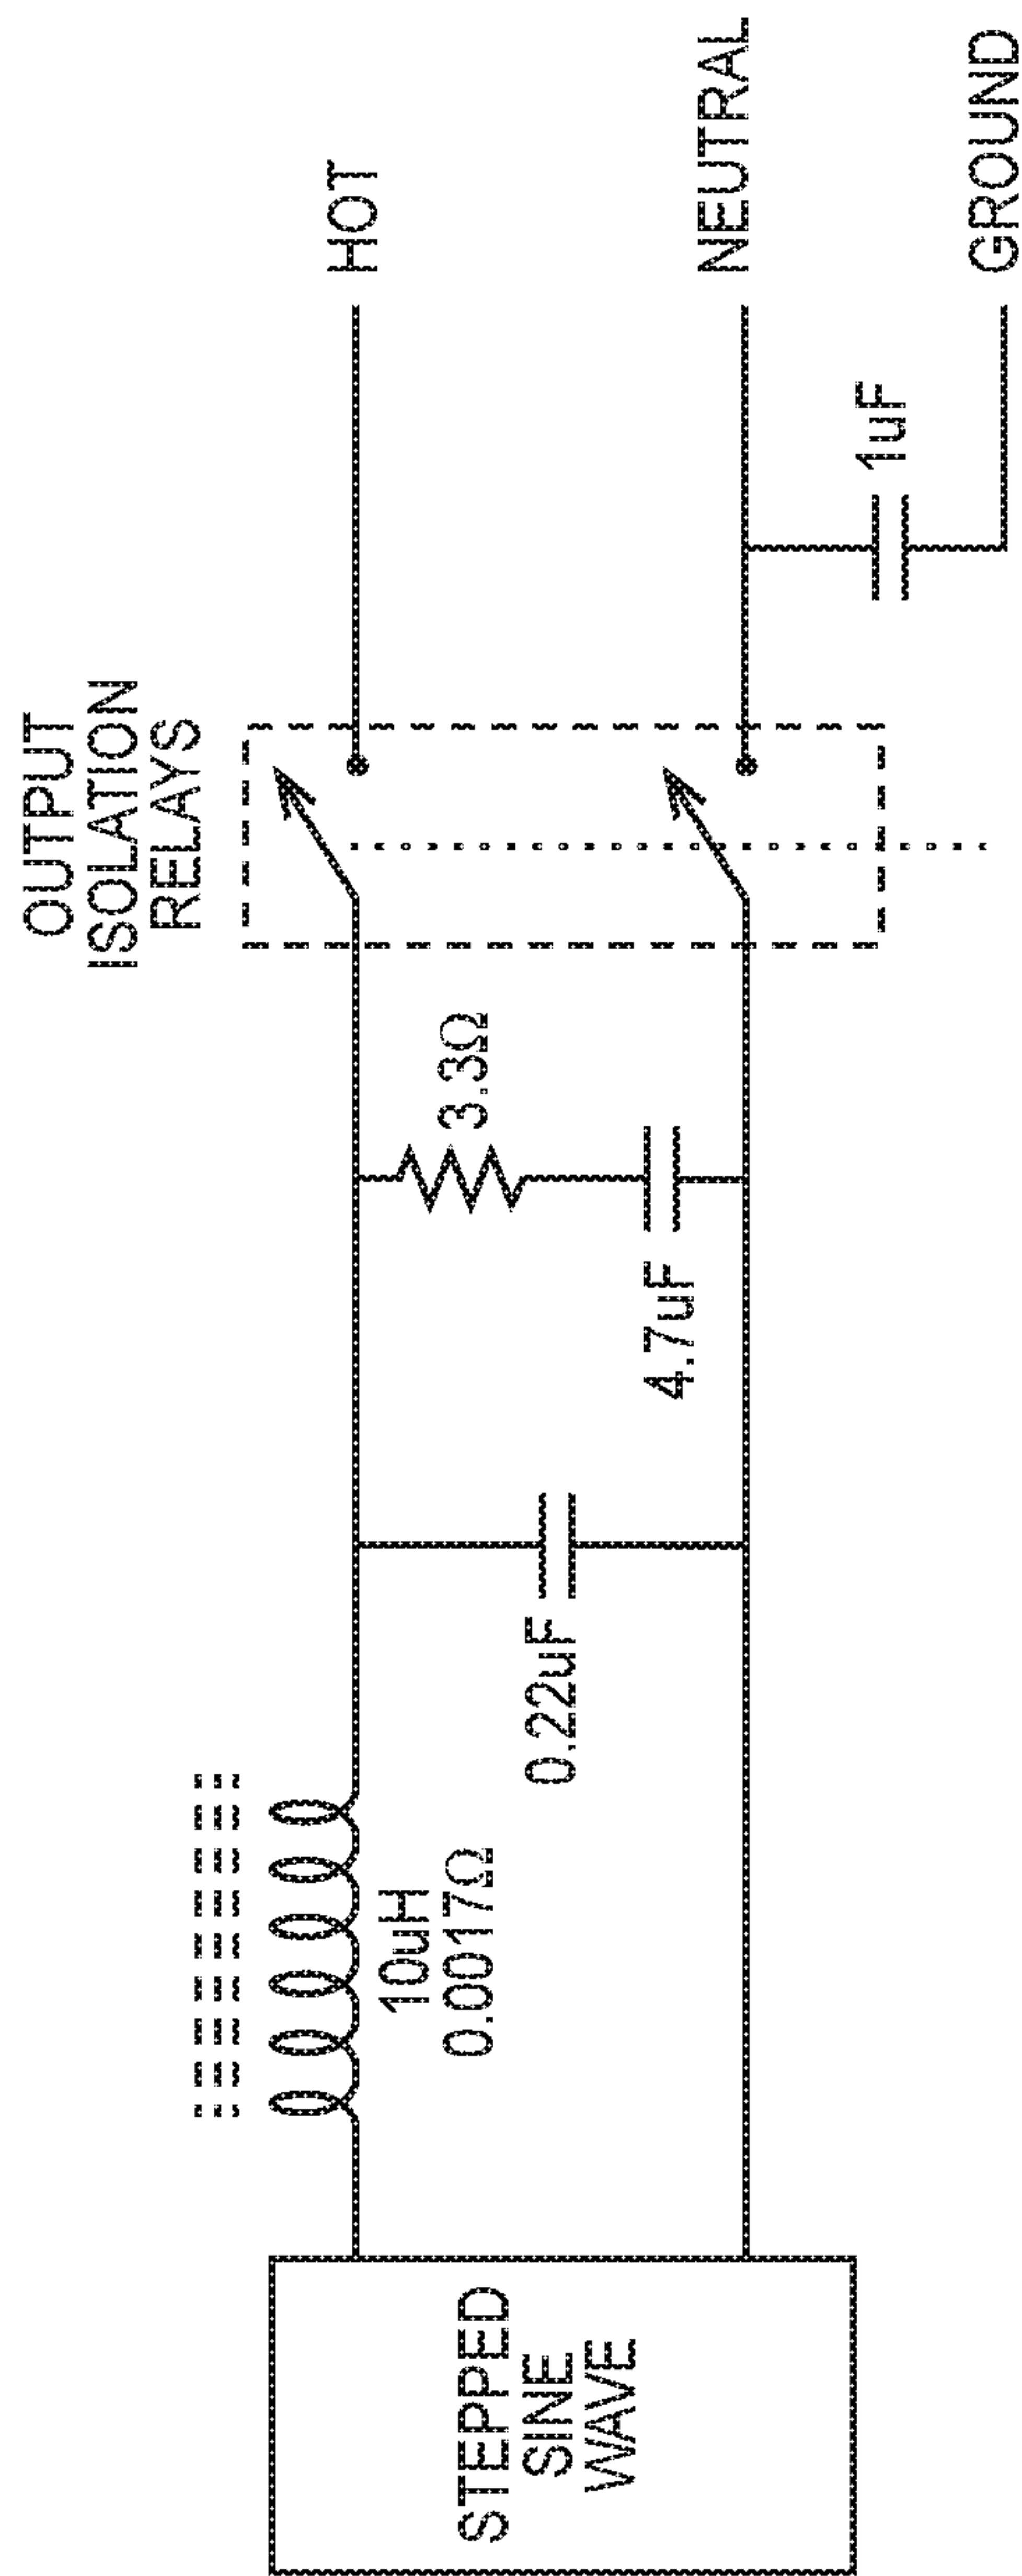 STEPPED
SINE
WAVE
10uH
0.0017Ω
0.22uF
4.7uF
3.3Ω
OUTPUT
ISOLATION
RELAYS
1uF
HOT
NEUTRAL
GROUND